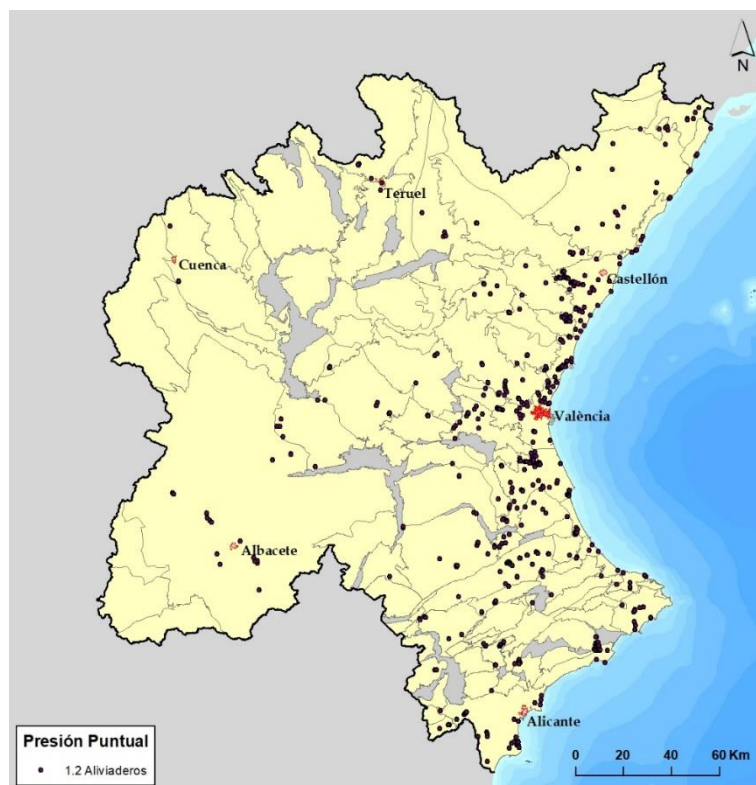 N
Teruel
Cuenca
Castellón
València
Albacete
Alicante
Presión Puntual
1.2 Aliviaderos
0 20 40 60 Km